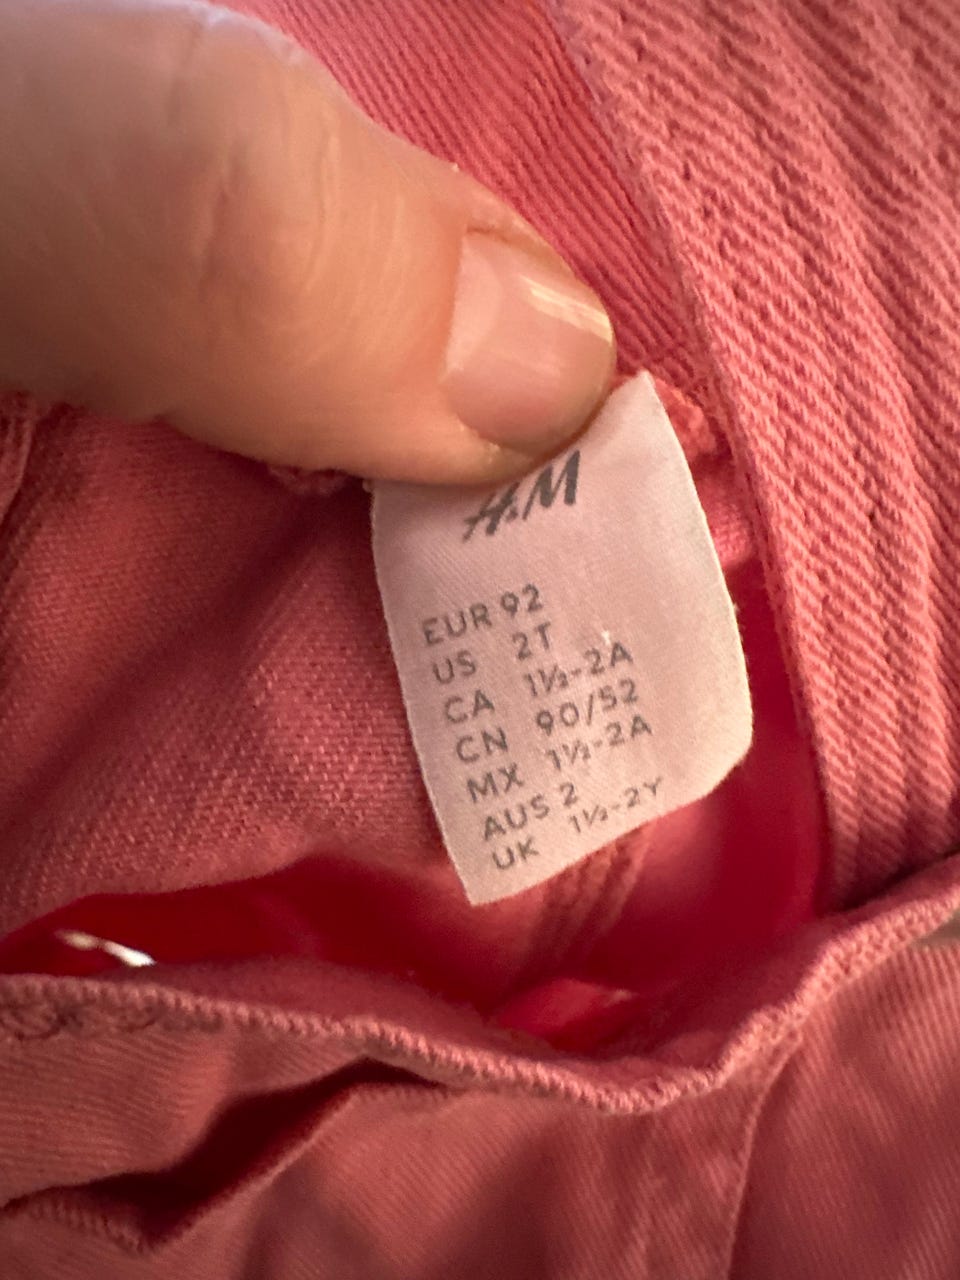 H&M
EUR 92
US 2T
CA 1½-2A
CN 90/52
MX 1½-2A
AUS 2
UK 1½-2Y